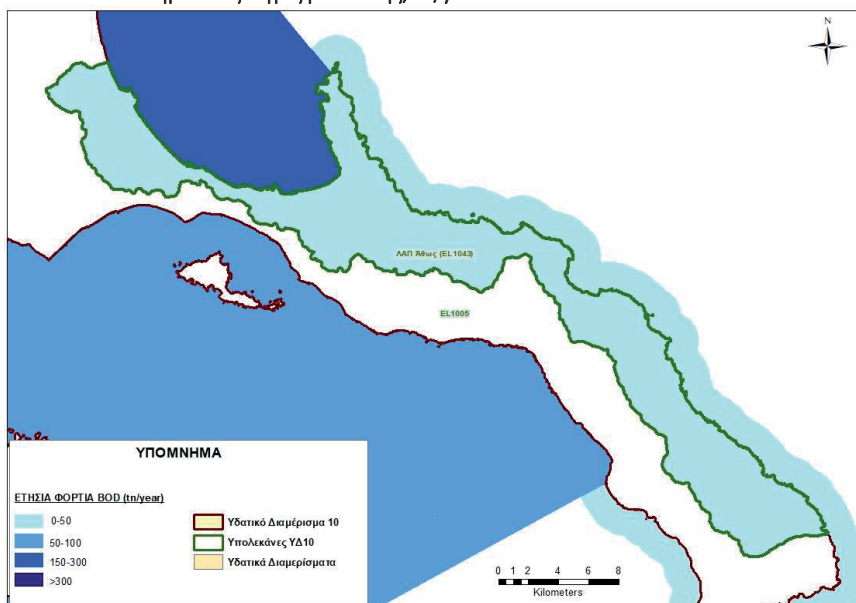 N
ΛΑΠ Άθως (EL1043)
EL1005
ΥΠΟΜΝΗΜΑ
ΕΤΗΣΙΑ ΦΟΡΤΙΑ BOD (tn/year)
0-50
50-100
150-300
>300
Υδατικό Διαμέρισμα 10
Υπολεκάνες ΥΔ10
Υδατικά Διαμερίσματα
0 1 2 4 6 8
Kilometers